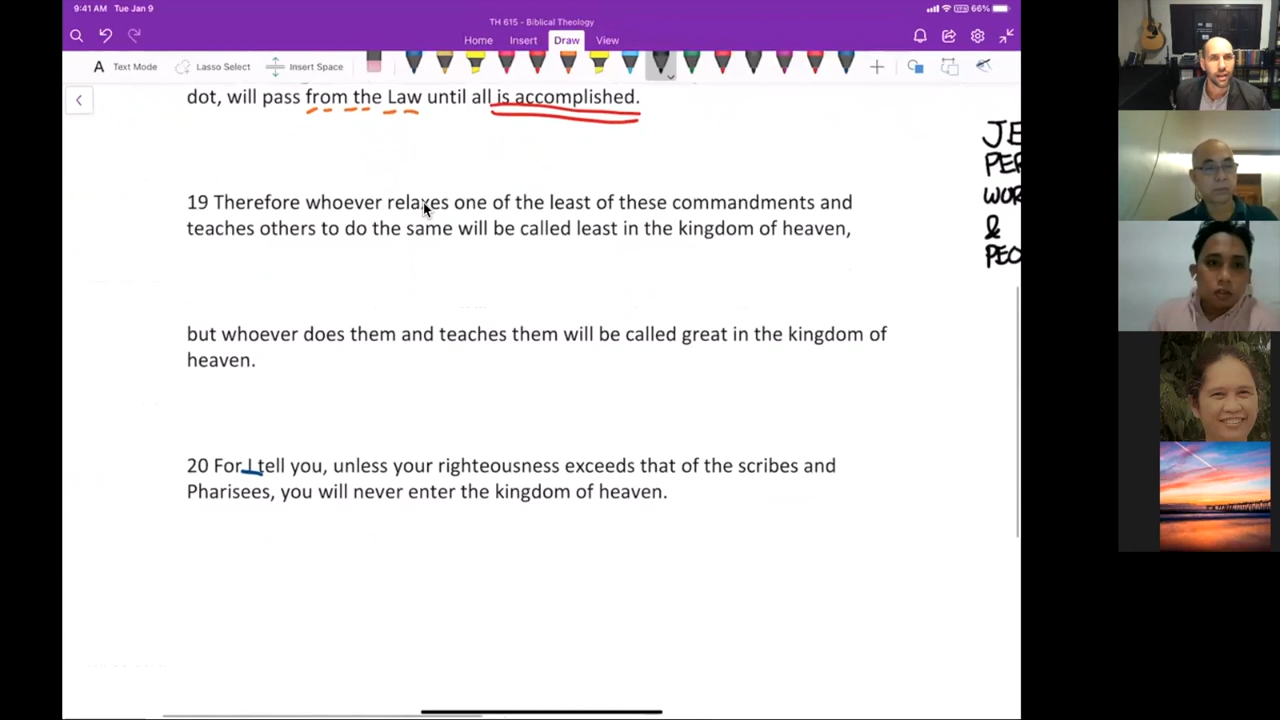 9:41 AM Tue Jan 9
66%
TH 615 - Biblical Theology
Home Insert Draw View
Text Mode Lasso Select Insert Space
dot, will pass from the Law until all is accomplished.
19 Therefore whoever relaxes one of the least of these commandments and
teaches others to do the same will be called least in the kingdom of heaven,
but whoever does them and teaches them will be called great in the kingdom of
heaven.
20 For I tell you, unless your righteousness exceeds that of the scribes and
Pharisees, you will never enter the kingdom of heaven.
JE
PER
WOR
&
PEO